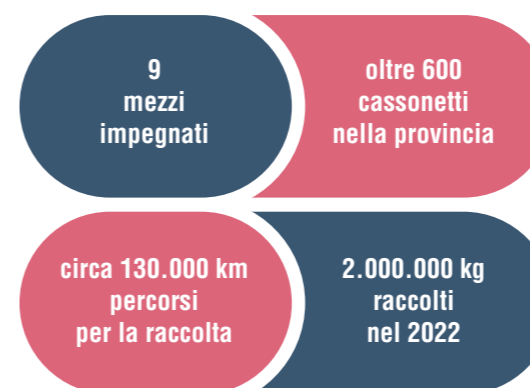 9
mezzi
impegnati
oltre 600
cassonetti
nella provincia
circa 130.000 km
percorsi
per la raccolta
2.000.000 kg
raccolti
nel 2022